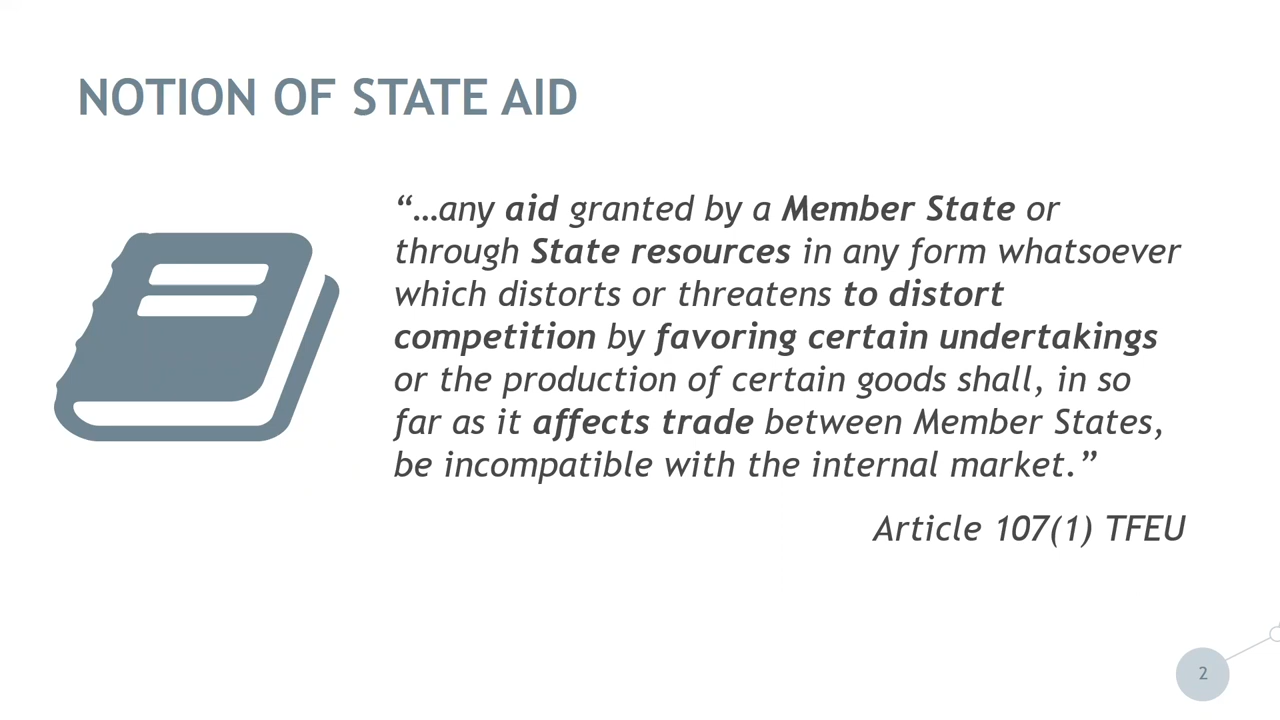 NOTION OF STATE AID
“…any aid granted by a Member State or
through State resources in any form whatsoever
which distorts or threatens to distort
competition by favoring certain undertakings
or the production of certain goods shall, in so
far as it affects trade between Member States,
be incompatible with the internal market.”
Article 107(1) TFEU
2